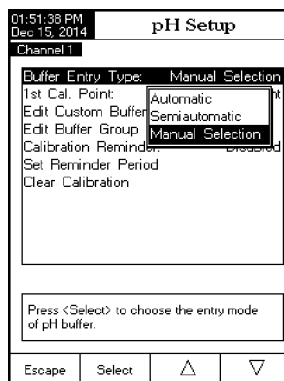 01:51:38 PM
Dec 15, 2014
pH Setup
Channel 1
Buffer Entry Type: Manual Selection
1st Cal. Point: nt
Automatic
Semiautomatic
Manual Selection
Edit Custom Buffer
Edit Buffer Group
Calibration Reminder: Disabled
Set Reminder Period
Clear Calibration
Press <Select> to choose the entry mode
of pH buffer.
Escape Select